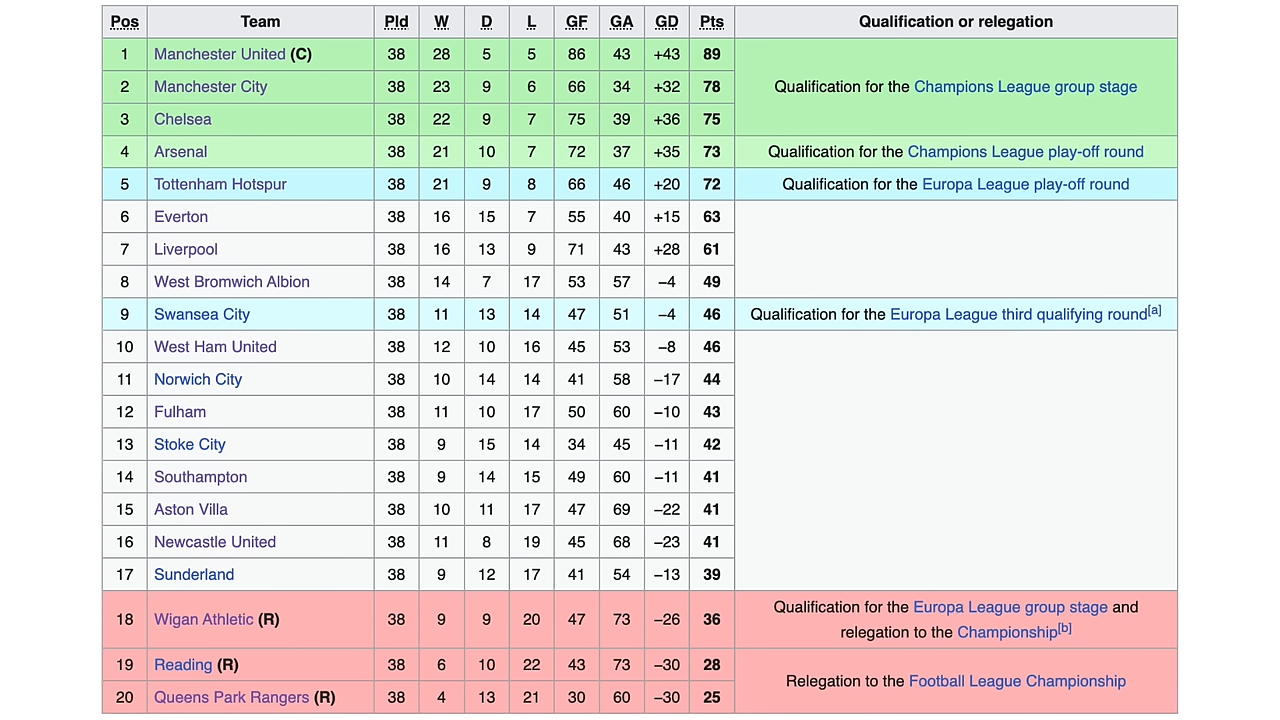 Pos Team Pld W D L GF GA GD Pts Qualification or relegation
1 Manchester United (C) 38 28 5 5 86 43 +43 89
2 Manchester City 38 23 9 6 66 34 +32 78 Qualification for the Champions League group stage
3 Chelsea 38 22 9 7 75 39 +36 75
4 Arsenal 38 21 10 7 72 37 +35 73 Qualification for the Champions League play-off round
5 Tottenham Hotspur 38 21 9 8 66 46 +20 72 Qualification for the Europa League play-off round
6 Everton 38 16 15 7 55 40 +15 63
7 Liverpool 38 16 13 9 71 43 +28 61
8 West Bromwich Albion 38 14 7 17 53 57 −4 49
9 Swansea City 38 11 13 14 47 51 −4 46 Qualification for the Europa League third qualifying round[a]
10 West Ham United 38 12 10 16 45 53 −8 46
11 Norwich City 38 10 14 14 41 58 −17 44
12 Fulham 38 11 10 17 50 60 −10 43
13 Stoke City 38 9 15 14 34 45 −11 42
14 Southampton 38 9 14 15 49 60 −11 41
15 Aston Villa 38 10 11 17 47 69 −22 41
16 Newcastle United 38 11 8 19 45 68 −23 41
17 Sunderland 38 9 12 17 41 54 −13 39
18 Wigan Athletic (R) 38 9 9 20 47 73 −26 36 Qualification for the Europa League group stage and
relegation to the Championship[b]
19 Reading (R) 38 6 10 22 43 73 −30 28
Relegation to the Football League Championship
20 Queens Park Rangers (R) 38 4 13 21 30 60 −30 25